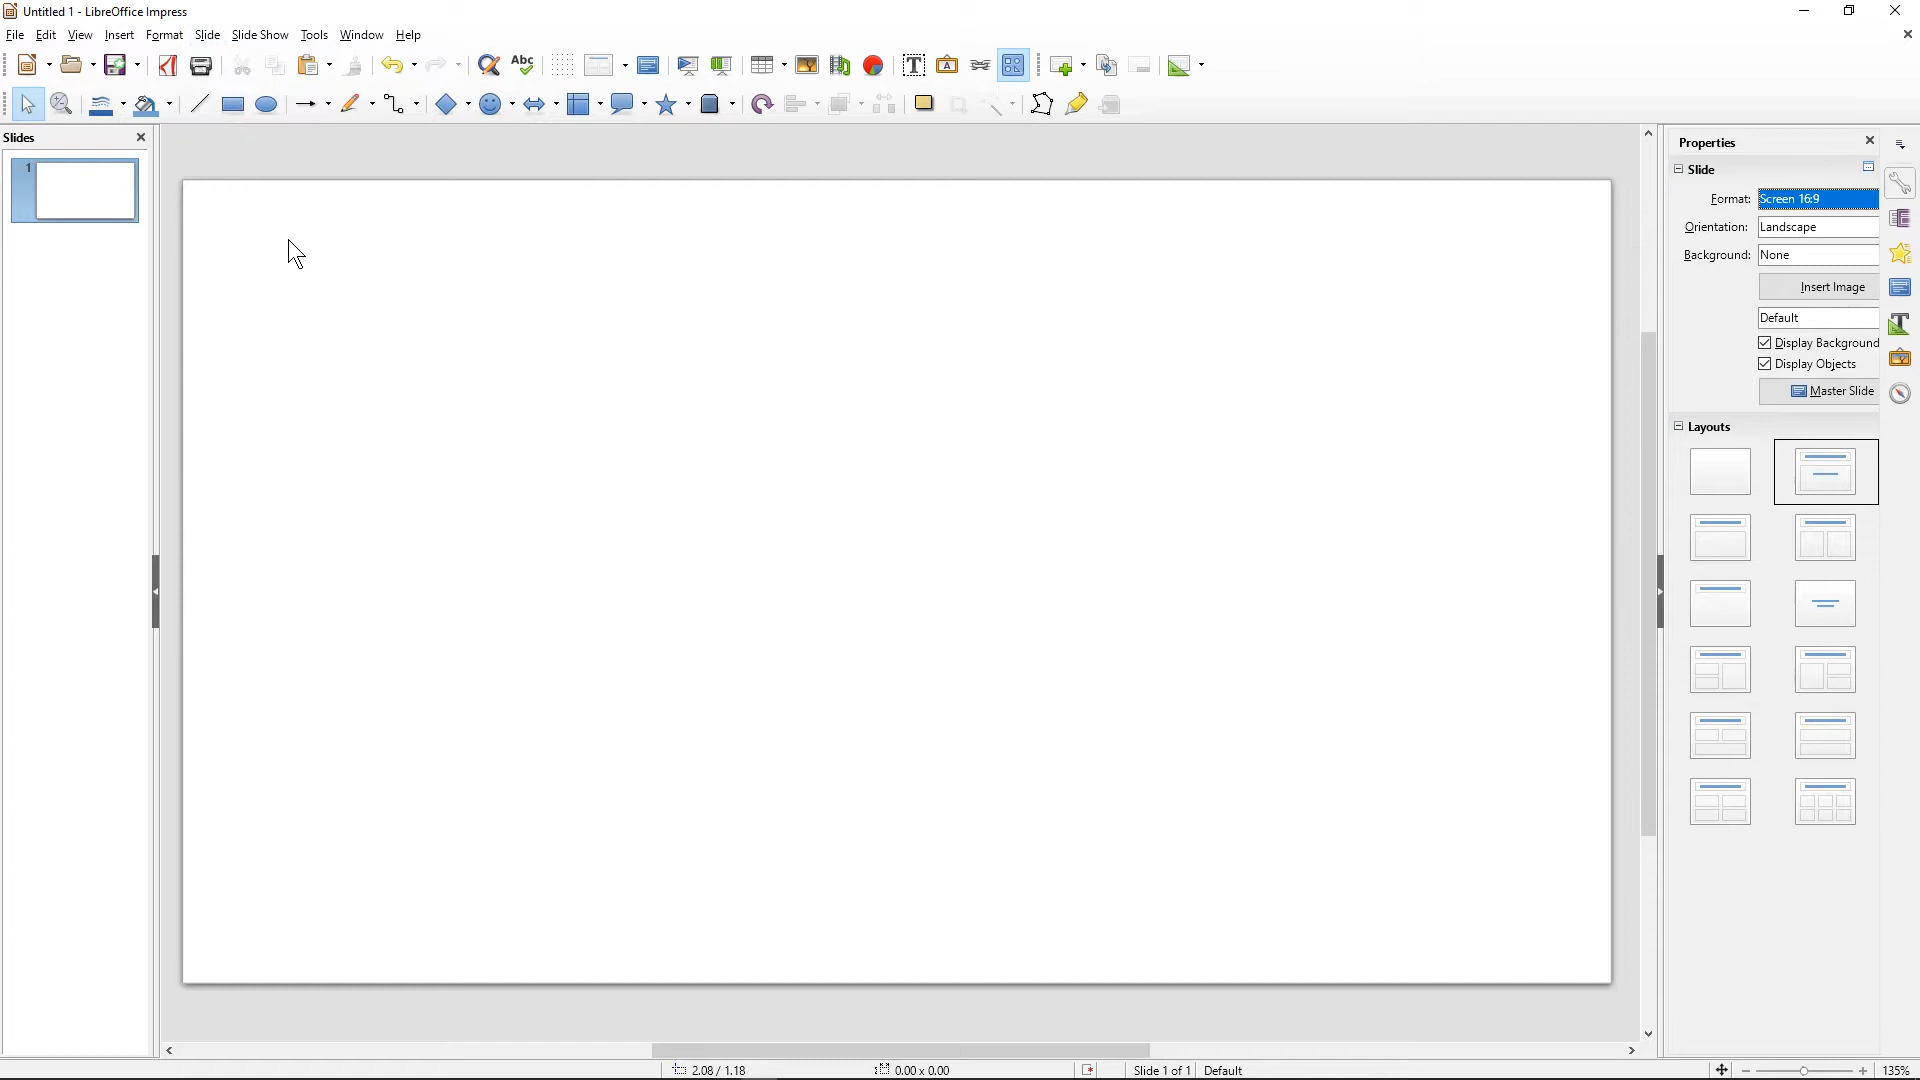 Untitled 1 - LibreOffice Impress
File Edit View Insert Format Slide Slide Show Tools Window Help
Abc
Slides
1
Properties
Slide
Format: Screen 16:9
Orientation: Landscape
Background: None
Insert Image
Default
Display Background
Display Objects
Master Slide
Layouts
2.08 / 1.18 0.00 x 0.00 Slide 1 of 1 Default 135%